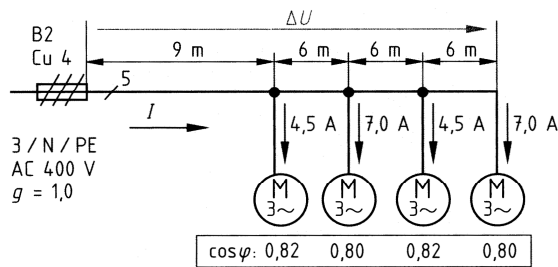 ΔU
B2
Cu 4
9 m 6 m 6 m 6 m
5
I
4,5 A 7,0 A 4,5 A 7,0 A
3 / N / PE
AC 400 V
g = 1,0
M M M M
3~ 3~ 3~ 3~
cosφ: 0,82 0,80 0,82 0,80